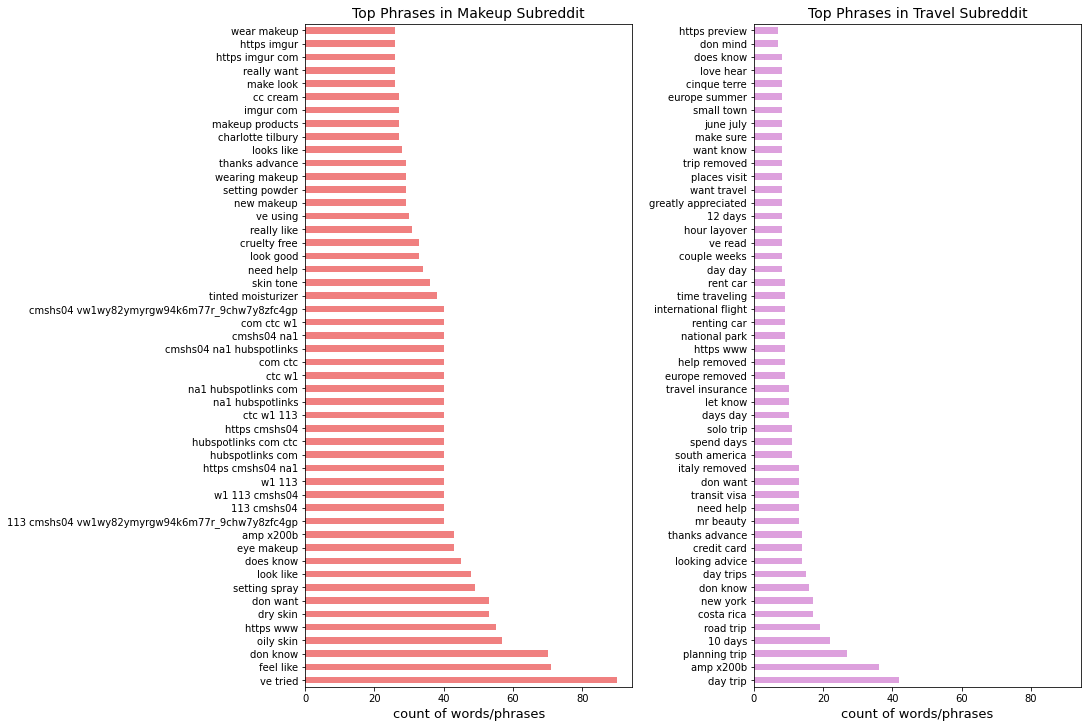 Top Phrases in Makeup Subreddit
wear makeup
https imgur
https imgur com
really want
make look
cc cream
imgur com
makeup products
charlotte tilbury
looks like
thanks advance
wearing makeup
setting powder
new makeup
ve using
really like
cruelty free
look good
need help
skin tone
tinted moisturizer
cmshs04 vw1wy82ymyrgw94k6m77r_9chw7y8zfc4gp
com ctc w1
cmshs04 na1
cmshs04 na1 hubspotlinks
com ctc
ctc w1
na1 hubspotlinks com
na1 hubspotlinks
ctc w1 113
https cmshs04
hubspotlinks com ctc
hubspotlinks com
https cmshs04 na1
w1 113
w1 113 cmshs04
113 cmshs04
113 cmshs04 vw1wy82ymyrgw94k6m77r_9chw7y8zfc4gp
amp x200b
eye makeup
does know
look like
setting spray
don want
dry skin
https www
oily skin
don know
feel like
ve tried
0 20 40 60 80
count of words/phrases
Top Phrases in Travel Subreddit
https preview
don mind
does know
love hear
cinque terre
europe summer
small town
june july
make sure
want know
trip removed
places visit
want travel
greatly appreciated
12 days
hour layover
ve read
couple weeks
day day
rent car
time traveling
international flight
renting car
national park
https www
help removed
europe removed
travel insurance
let know
days day
solo trip
spend days
south america
italy removed
don want
transit visa
need help
mr beauty
thanks advance
credit card
looking advice
day trips
don know
new york
costa rica
road trip
10 days
planning trip
amp x200b
day trip
0 20 40 60 80
count of words/phrases